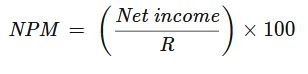 NPM = (Net income / R) × 100